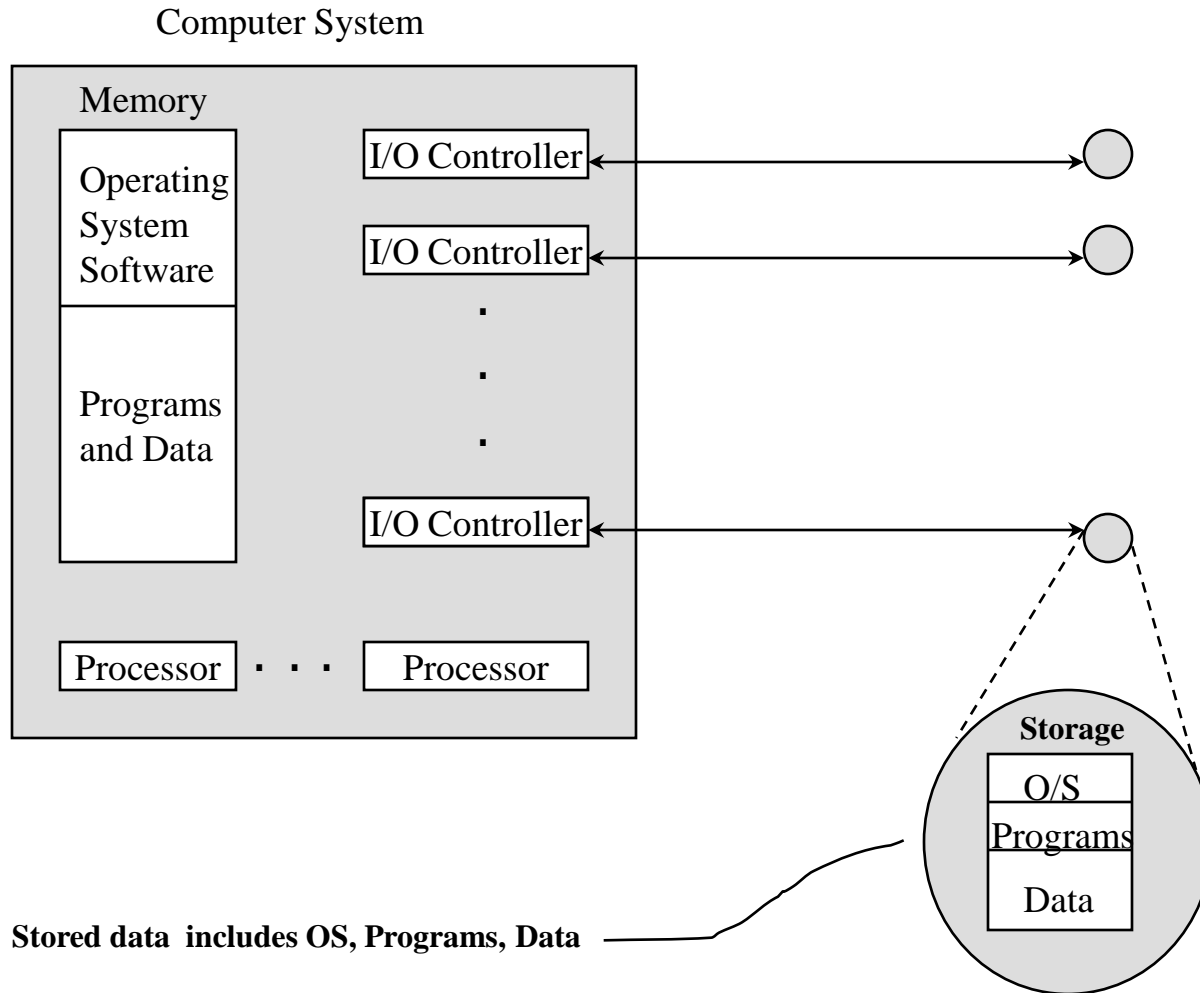 Computer System
Memory
Operating
System
Software
Programs
and Data
I/O Controller
I/O Controller
.
.
.
I/O Controller
Processor
. . .
Processor
Storage
O/S
Programs
Data
Stored data  includes OS, Programs, Data